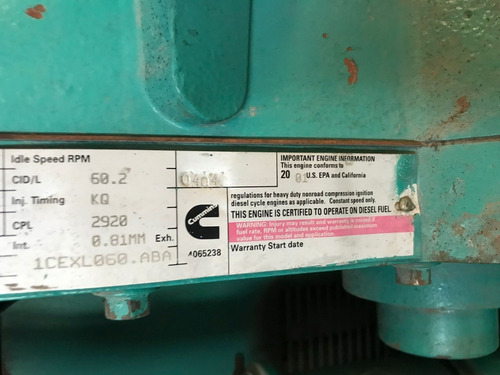 Idle Speed RPM
CID/L 60.2
Inj. Timing KQ
CPL 2920
Int. 0.81MM Exh.
1CEXL060.ABA
Cummins
4065238
IMPORTANT ENGINE INFORMATION
This engine conforms to
20 01 U.S. EPA and California
regulations for heavy duty nonroad compression ignition
diesel cycle engines as applicable. Constant speed only.
THIS ENGINE IS CERTIFIED TO OPERATE ON DIESEL FUEL.
WARNING: Injury may result and warranty is voided if
fuel rate, RPM or altitudes exceed published maximum
value for this model and application.
Warranty Start date